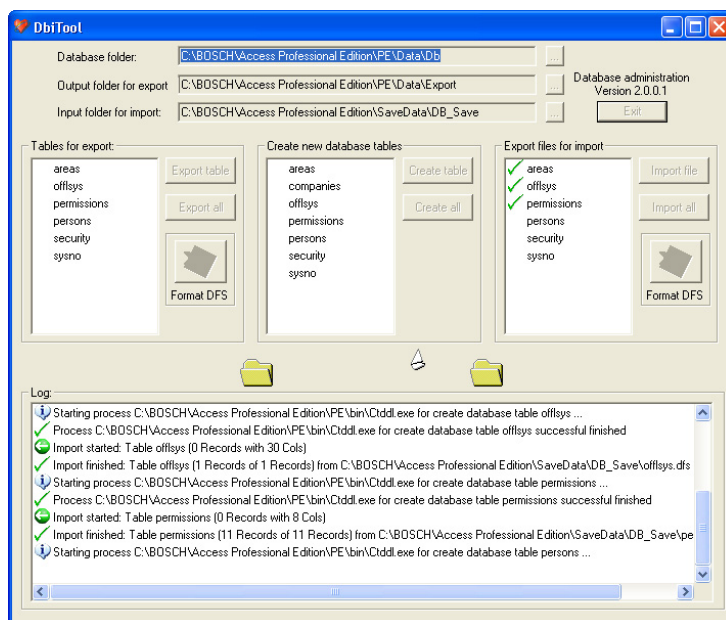 DbiTool
Database folder: C:\BOSCH\Access Professional Edition\PE\Data\Db ...
Output folder for export C:\BOSCH\Access Professional Edition\PE\Data\Export ...
Input folder for import: C:\BOSCH\Access Professional Edition\SaveData\DB_Save ...
Database administration
Version 2.0.0.1
Exit
Tables for export:
areas
offlsys
permissions
persons
security
sysno
Export table
Export all
Format DFS
Create new database tables
areas
companies
offlsys
permissions
persons
security
sysno
Create table
Create all
Export files for import
areas
offlsys
permissions
persons
security
sysno
Import file
Import all
Format DFS
Log:
Starting process C:\BOSCH\Access Professional Edition\PE\bin\Ctddl.exe for create database table offlsys ...
Process C:\BOSCH\Access Professional Edition\PE\bin\Ctddl.exe for create database table offlsys successful finished
Import started: Table offlsys (0 Records with 30 Cols)
Import finished: Table offlsys (1 Records of 1 Records) from C:\BOSCH\Access Professional Edition\SaveData\DB_Save\offlsys.dfs
Starting process C:\BOSCH\Access Professional Edition\PE\bin\Ctddl.exe for create database table permissions ...
Process C:\BOSCH\Access Professional Edition\PE\bin\Ctddl.exe for create database table permissions successful finished
Import started: Table permissions (0 Records with 8 Cols)
Import finished: Table permissions (11 Records of 11 Records) from C:\BOSCH\Access Professional Edition\SaveData\DB_Save\pe
Starting process C:\BOSCH\Access Professional Edition\PE\bin\Ctddl.exe for create database table persons ...